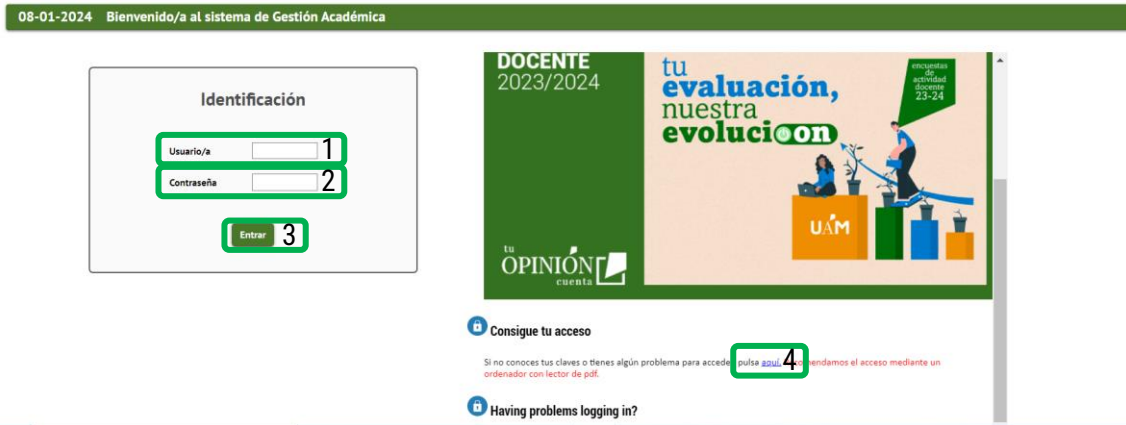 08-01-2024 Bienvenido/a al sistema de Gestión Académica
Identificación
Usuario/a 1
Contraseña 2
Entrar 3
DOCENTE
2023/2024
tu
OPINIÓN
cuenta
tu
evaluación,
nuestra
evolución
encuestas
de
actividad
docente
23-24
UAM
Consigue tu acceso
Si no conoces tus claves o tienes algún problema para accede pulsa aquí. 4 mendamos el acceso mediante un
ordenador con lector de pdf.
Having problems logging in?